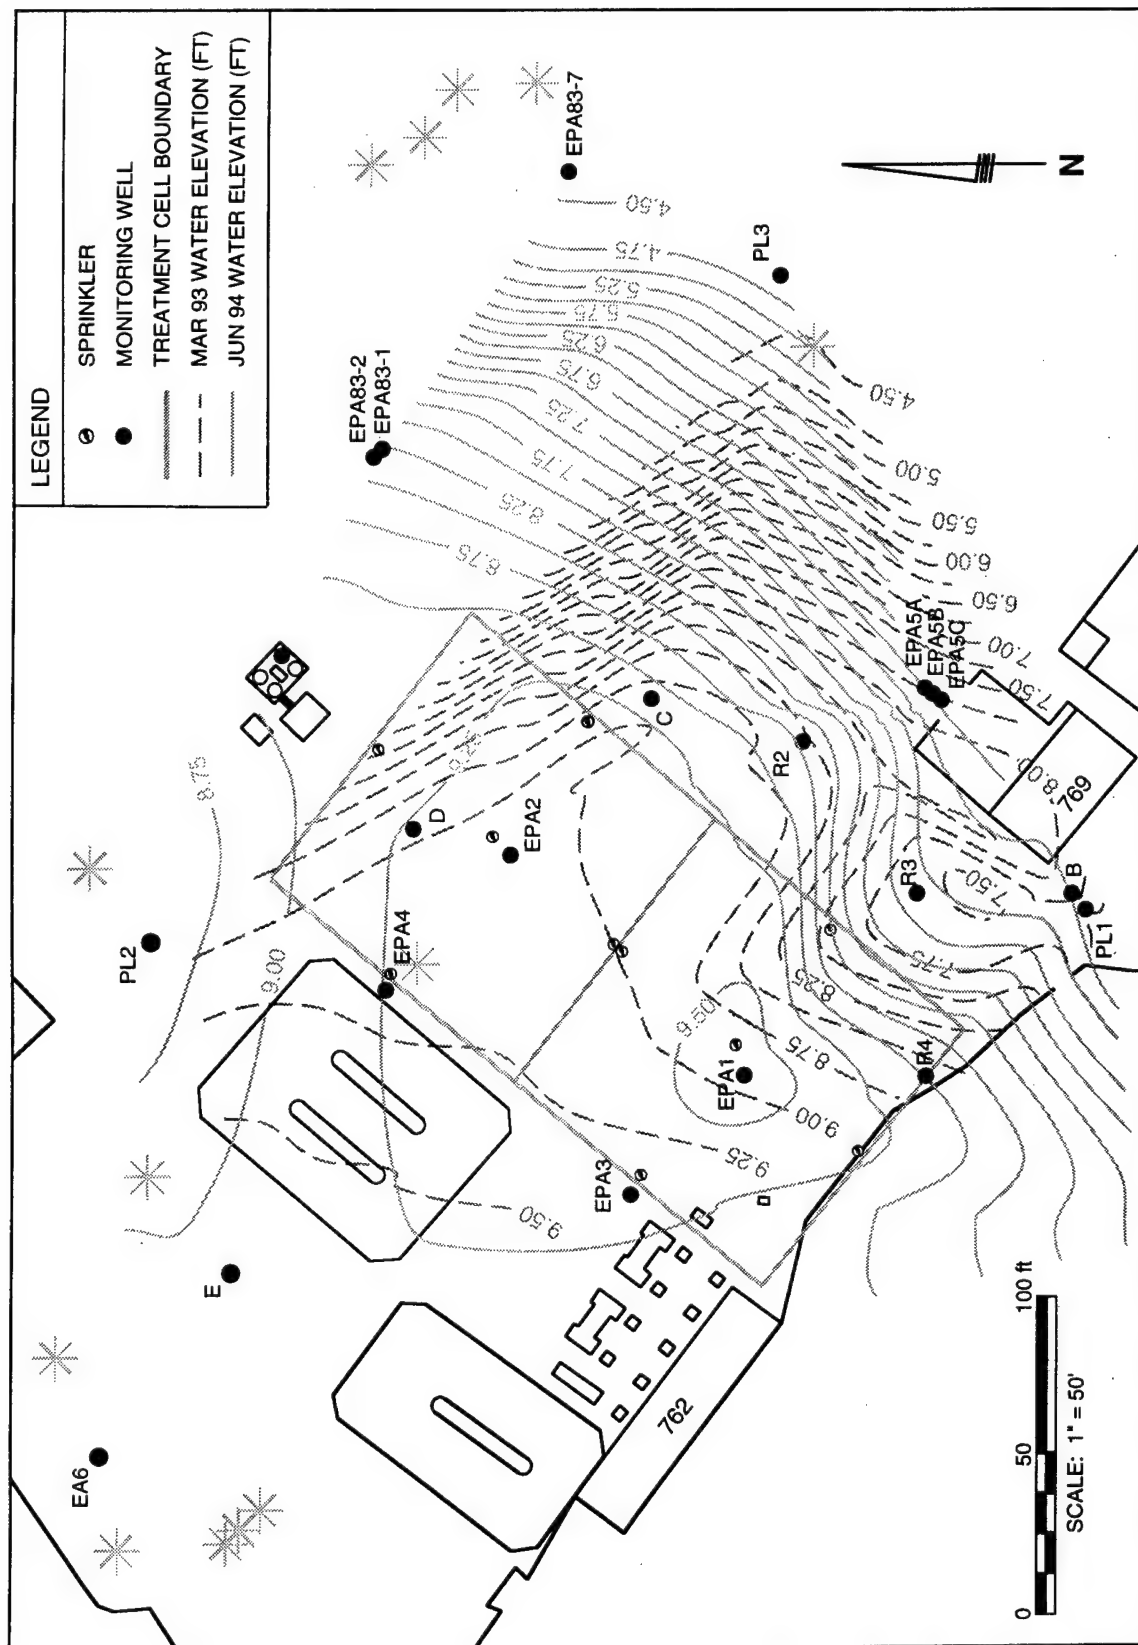 LEGEND
SPRINKLER
MONITORING WELL
TREATMENT CELL BOUNDARY
MAR 93 WATER ELEVATION (FT)
JUN 94 WATER ELEVATION (FT)
EPA83-7
PL3
N
EPA83-2
EPA83-1
4.50
4.75
5.25
5.75
6.25
6.75
7.25
7.75
8.25
8.75
4.50
5.00
5.50
6.00
6.50
7.00
7.50
8.00
EPA5A
EPA5B
EPA5C
769
8.75
9.25
D
C
EPA2
R2
PL2
9.00
EPA4
R3
7.50
B
PL1
7.75
8.25
9.50
EPA1
8.75
9.00
R4
9.25
9.50
EPA3
E
EA6
762
0
50
100 ft
SCALE: 1" = 50'